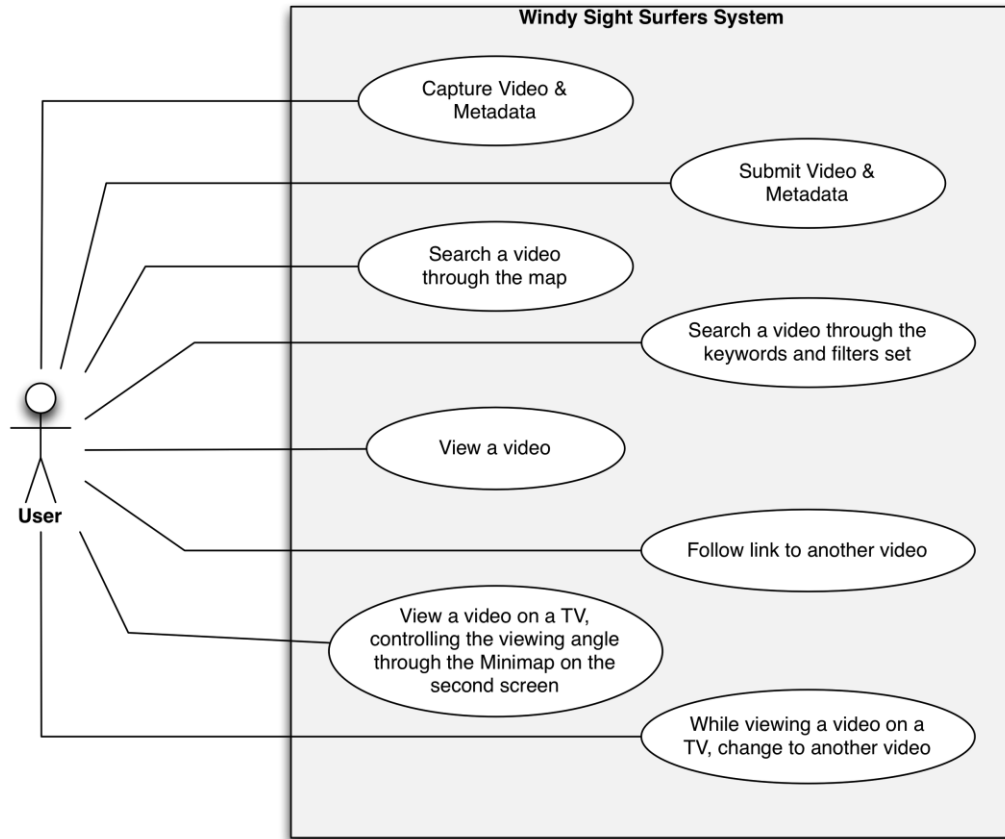 Windy Sight Surfers System
Capture Video &
Metadata
Submit Video &
Metadata
Search a video
through the map
Search a video through the
keywords and filters set
View a video
User
Follow link to another video
View a video on a TV,
controlling the viewing angle
through the Minimap on the
second screen
While viewing a video on a
TV, change to another video